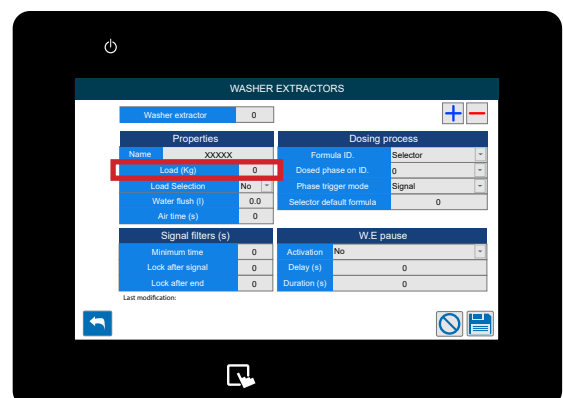 WASHER EXTRACTORS
Washer extractor 0
Properties
Name XXXXX
Load (Kg) 0
Load Selection No
Water flush (l) 0.0
Air time (s) 0
Dosing process
Formula ID. Selector
Dosed phase on ID. 0
Phase trigger mode Signal
Selector default formula 0
Signal filters (s)
Minimum time 0
Lock after signal 0
Lock after end 0
W.E pause
Activation No
Delay (s) 0
Duration (s) 0
Last modification: